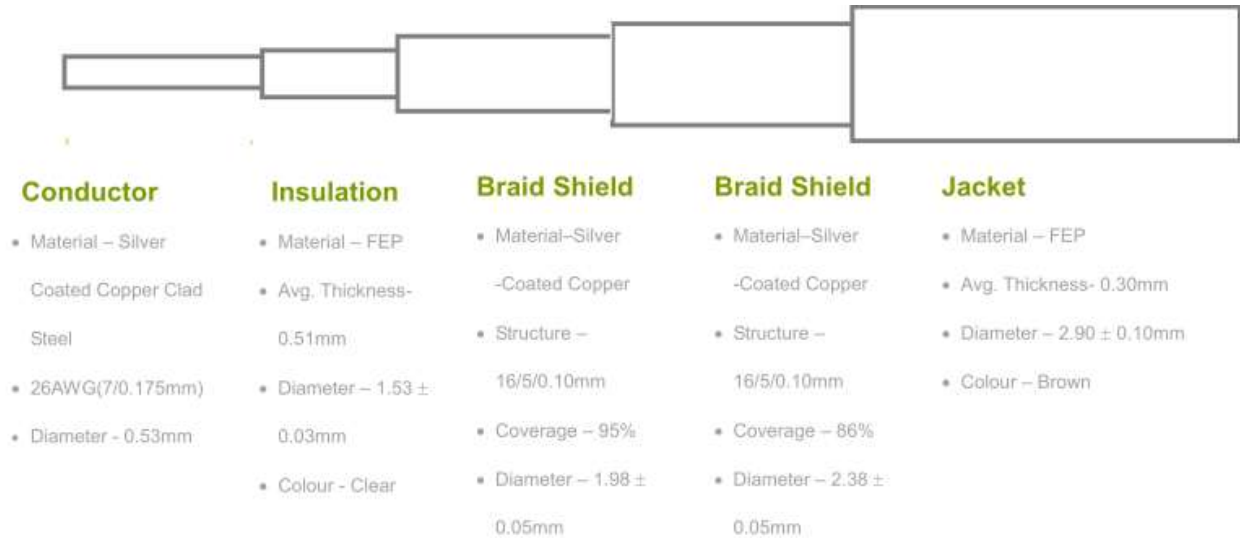 Conductor
• Material – Silver
Coated Copper Clad
Steel
• 26AWG(7/0.175mm)
• Diameter - 0.53mm
Insulation
• Material – FEP
• Avg. Thickness-
0.51mm
• Diameter – 1.53 ±
0.03mm
• Colour - Clear
Braid Shield
• Material–Silver
-Coated Copper
• Structure –
16/5/0.10mm
• Coverage – 95%
• Diameter – 1.98 ±
0.05mm
Braid Shield
• Material–Silver
-Coated Copper
• Structure –
16/5/0.10mm
• Coverage – 86%
• Diameter – 2.38 ±
0.05mm
Jacket
• Material – FEP
• Avg. Thickness- 0.30mm
• Diameter – 2.90 ± 0.10mm
• Colour – Brown